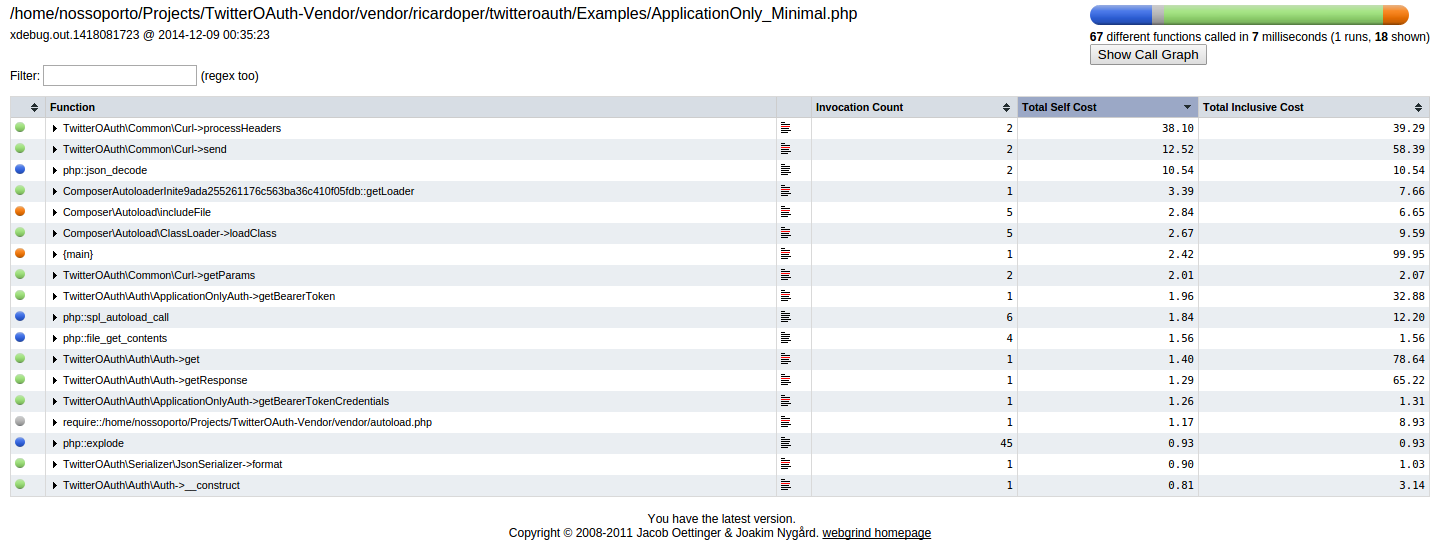 /home/nossoporto/Projects/TwitterOAuth-Vendor/vendor/ricardoper/twitteroauth/Examples/ApplicationOnly_Minimal.php
xdebug.out.1418081723 @ 2014-12-09 00:35:23
67 different functions called in 7 milliseconds (1 runs, 18 shown)
Show Call Graph
Filter: (regex too)
Function Invocation Count Total Self Cost Total Inclusive Cost
TwitterOAuth\Common\Curl->processHeaders 2 38.10 39.29
TwitterOAuth\Common\Curl->send 2 12.52 58.39
php::json_decode 2 10.54 10.54
ComposerAutoloaderInite9ada255261176c563ba36c410f05fdb::getLoader 1 3.39 7.66
Composer\Autoload\includeFile 5 2.84 6.65
Composer\Autoload\ClassLoader->loadClass 5 2.67 9.59
{main} 1 2.42 99.95
TwitterOAuth\Common\Curl->getParams 2 2.01 2.07
TwitterOAuth\Auth\ApplicationOnlyAuth->getBearerToken 1 1.96 32.88
php::spl_autoload_call 6 1.84 12.20
php::file_get_contents 4 1.56 1.56
TwitterOAuth\Auth\Auth->get 1 1.40 78.64
TwitterOAuth\Auth\Auth->getResponse 1 1.29 65.22
TwitterOAuth\Auth\ApplicationOnlyAuth->getBearerTokenCredentials 1 1.26 1.31
require::/home/nossoporto/Projects/TwitterOAuth-Vendor/vendor/autoload.php 1 1.17 8.93
php::explode 45 0.93 0.93
TwitterOAuth\Serializer\JsonSerializer->format 1 0.90 1.03
TwitterOAuth\Auth\Auth->__construct 1 0.81 3.14
You have the latest version.
Copyright © 2008-2011 Jacob Oettinger & Joakim Nygård. webgrind homepage